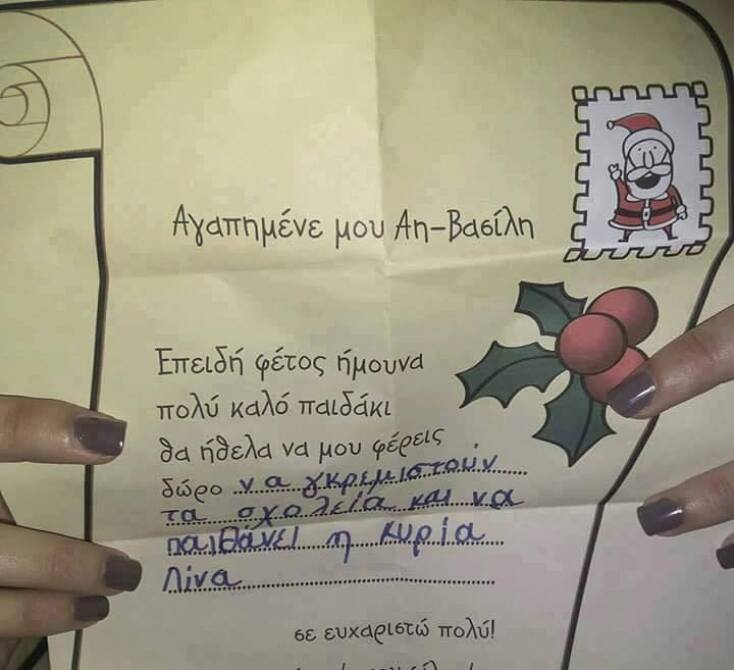 Αγαπημένε μου Αη-Βασίλη
Επειδή φέτος ήμουνα
πολύ καλό παιδάκι
θα ήθελα να μου φέρεις
δώρο να γκρεμιστούν
τα σχολεία και να
παιθάνει η κυρία
Λίνα
σε ευχαριστώ πολύ!